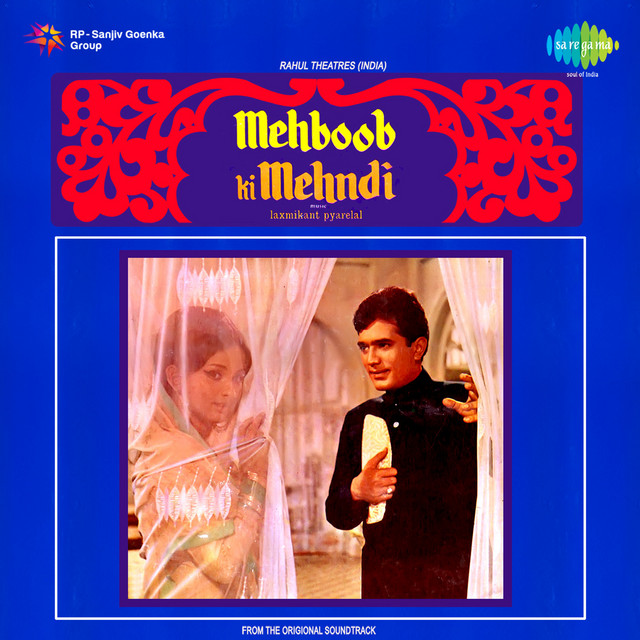 RP - Sanjiv Goenka
Group
sa re ga ma
soul of India
RAHUL THEATRES (INDIA)
Mehboob
ki Mehndi
music
laxmikant pyarelal
FROM THE ORIGIONAL SOUNDTRACK